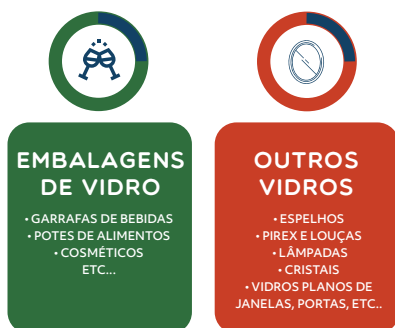 EMBALAGENS
DE VIDRO
• GARRAFAS DE BEBIDAS
• POTES DE ALIMENTOS
• COSMÉTICOS
ETC...
OUTROS
VIDROS
• ESPELHOS
• PIREX E LOUÇAS
• LÂMPADAS
• CRISTAIS
• VIDROS PLANOS DE
JANELAS, PORTAS, ETC..